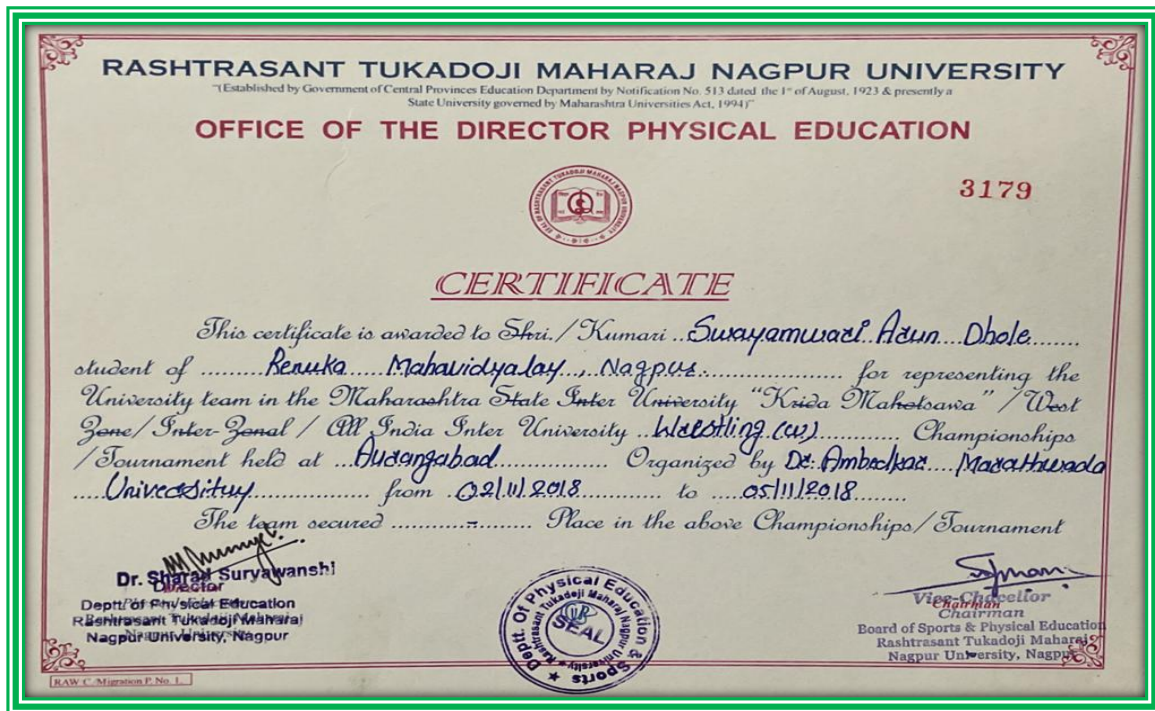 RASHTRASANT TUKADOJI MAHARAJ NAGPUR UNIVERSITY
"(Established by Government of Central Provinces Education Department by Notification No. 513 dated the 1st of August, 1923 & presently a
State University governed by Maharashtra Universities Act, 1994)"
OFFICE OF THE DIRECTOR PHYSICAL EDUCATION
3179
CERTIFICATE
This certificate is awarded to Shri./Kumari ..Swayamwari Arun Dhole.......
student of ......... Renuka Mahavidyalay, Nagpur. .................. for representing the
University team in the Maharashtra State Inter University "Krida Mahotsawa" / West
Zone/Inter-Zonal / All India Inter University ..Wrestling (w)............ Championships
/Tournament held at ...Aurangabad................ Organized by Dr. Ambedkar.... Marathwada
.... University................. from .02/11/2018............ to ....05/11/2018........
The team secured ............-......... Place in the above Championships/Tournament
Dr. Sharad Suryawanshi
Director
Deptt. of Physical Education
Rashtrasant Tukadoji Maharaj
Nagpur University, Nagpur
Deptt. Of Physical Education & Sports
Rashtrasant Tukadoji Maharaj Nagpur University
SEAL
Vice-Chacellor
Chairman
Chairman
Board of Sports & Physical Education
Rashtrasant Tukadoji Maharaj
Nagpur University, Nagpur
RAW C./Migration P. No. 1.